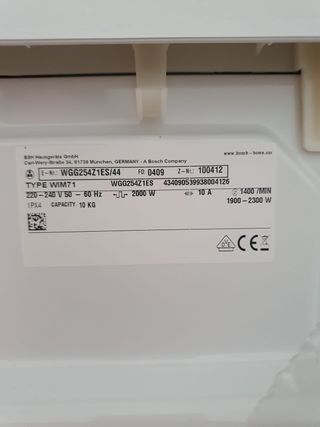 BSH Hausgeräte GmbH
Carl-Wery-Straße 34, 81739 München, GERMANY - A Bosch Company
www.bosch-home.com
E-Nr. WGG254Z1ES/44 FD 0409 Z-Nr. 100412
TYPE WIM71 WGG254Z1ES 434090539938004126
220-240 V 50 - 60 Hz 2000 W 10 A 1400 /MIN
IPX4 CAPACITY 10 KG 1900-2300 W
DVE
CE